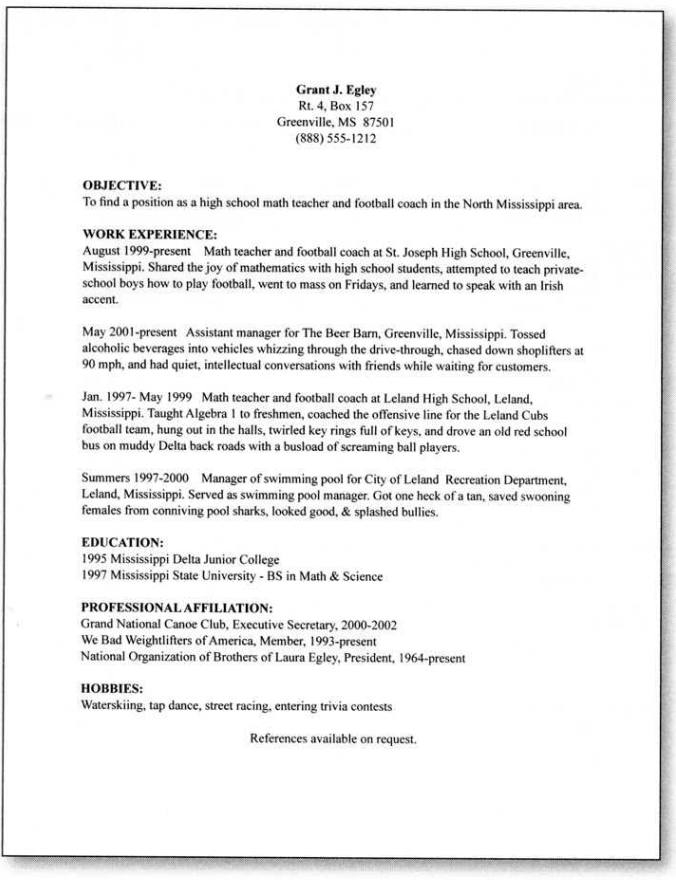 Grant J. Egley
Rt. 4, Box 157
Greenville, MS 87501
(888) 555-1212
OBJECTIVE:
To find a position as a high school math teacher and football coach in the North Mississippi area.
WORK EXPERIENCE:
August 1999-present Math teacher and football coach at St. Joseph High School, Greenville,
Mississippi. Shared the joy of mathematics with high school students, attempted to teach private-
school boys how to play football, went to mass on Fridays, and learned to speak with an Irish
accent.
May 2001-present Assistant manager for The Beer Barn, Greenville, Mississippi. Tossed
alcoholic beverages into vehicles whizzing through the drive-through, chased down shoplifters at
90 mph, and had quiet, intellectual conversations with friends while waiting for customers.
Jan. 1997- May 1999 Math teacher and football coach at Leland High School, Leland,
Mississippi. Taught Algebra 1 to freshmen, coached the offensive line for the Leland Cubs
football team, hung out in the halls, twirled key rings full of keys, and drove an old red school
bus on muddy Delta back roads with a busload of screaming ball players.
Summers 1997-2000 Manager of swimming pool for City of Leland Recreation Department,
Leland, Mississippi. Served as swimming pool manager. Got one heck of a tan, saved swooning
females from conniving pool sharks, looked good, & splashed bullies.
EDUCATION:
1995 Mississippi Delta Junior College
1997 Mississippi State University - BS in Math & Science
PROFESSIONAL AFFILIATION:
Grand National Canoe Club, Executive Secretary, 2000-2002
We Bad Weightlifters of America, Member, 1993-present
National Organization of Brothers of Laura Egley, President, 1964-present
HOBBIES:
Waterskiing, tap dance, street racing, entering trivia contests
References available on request.